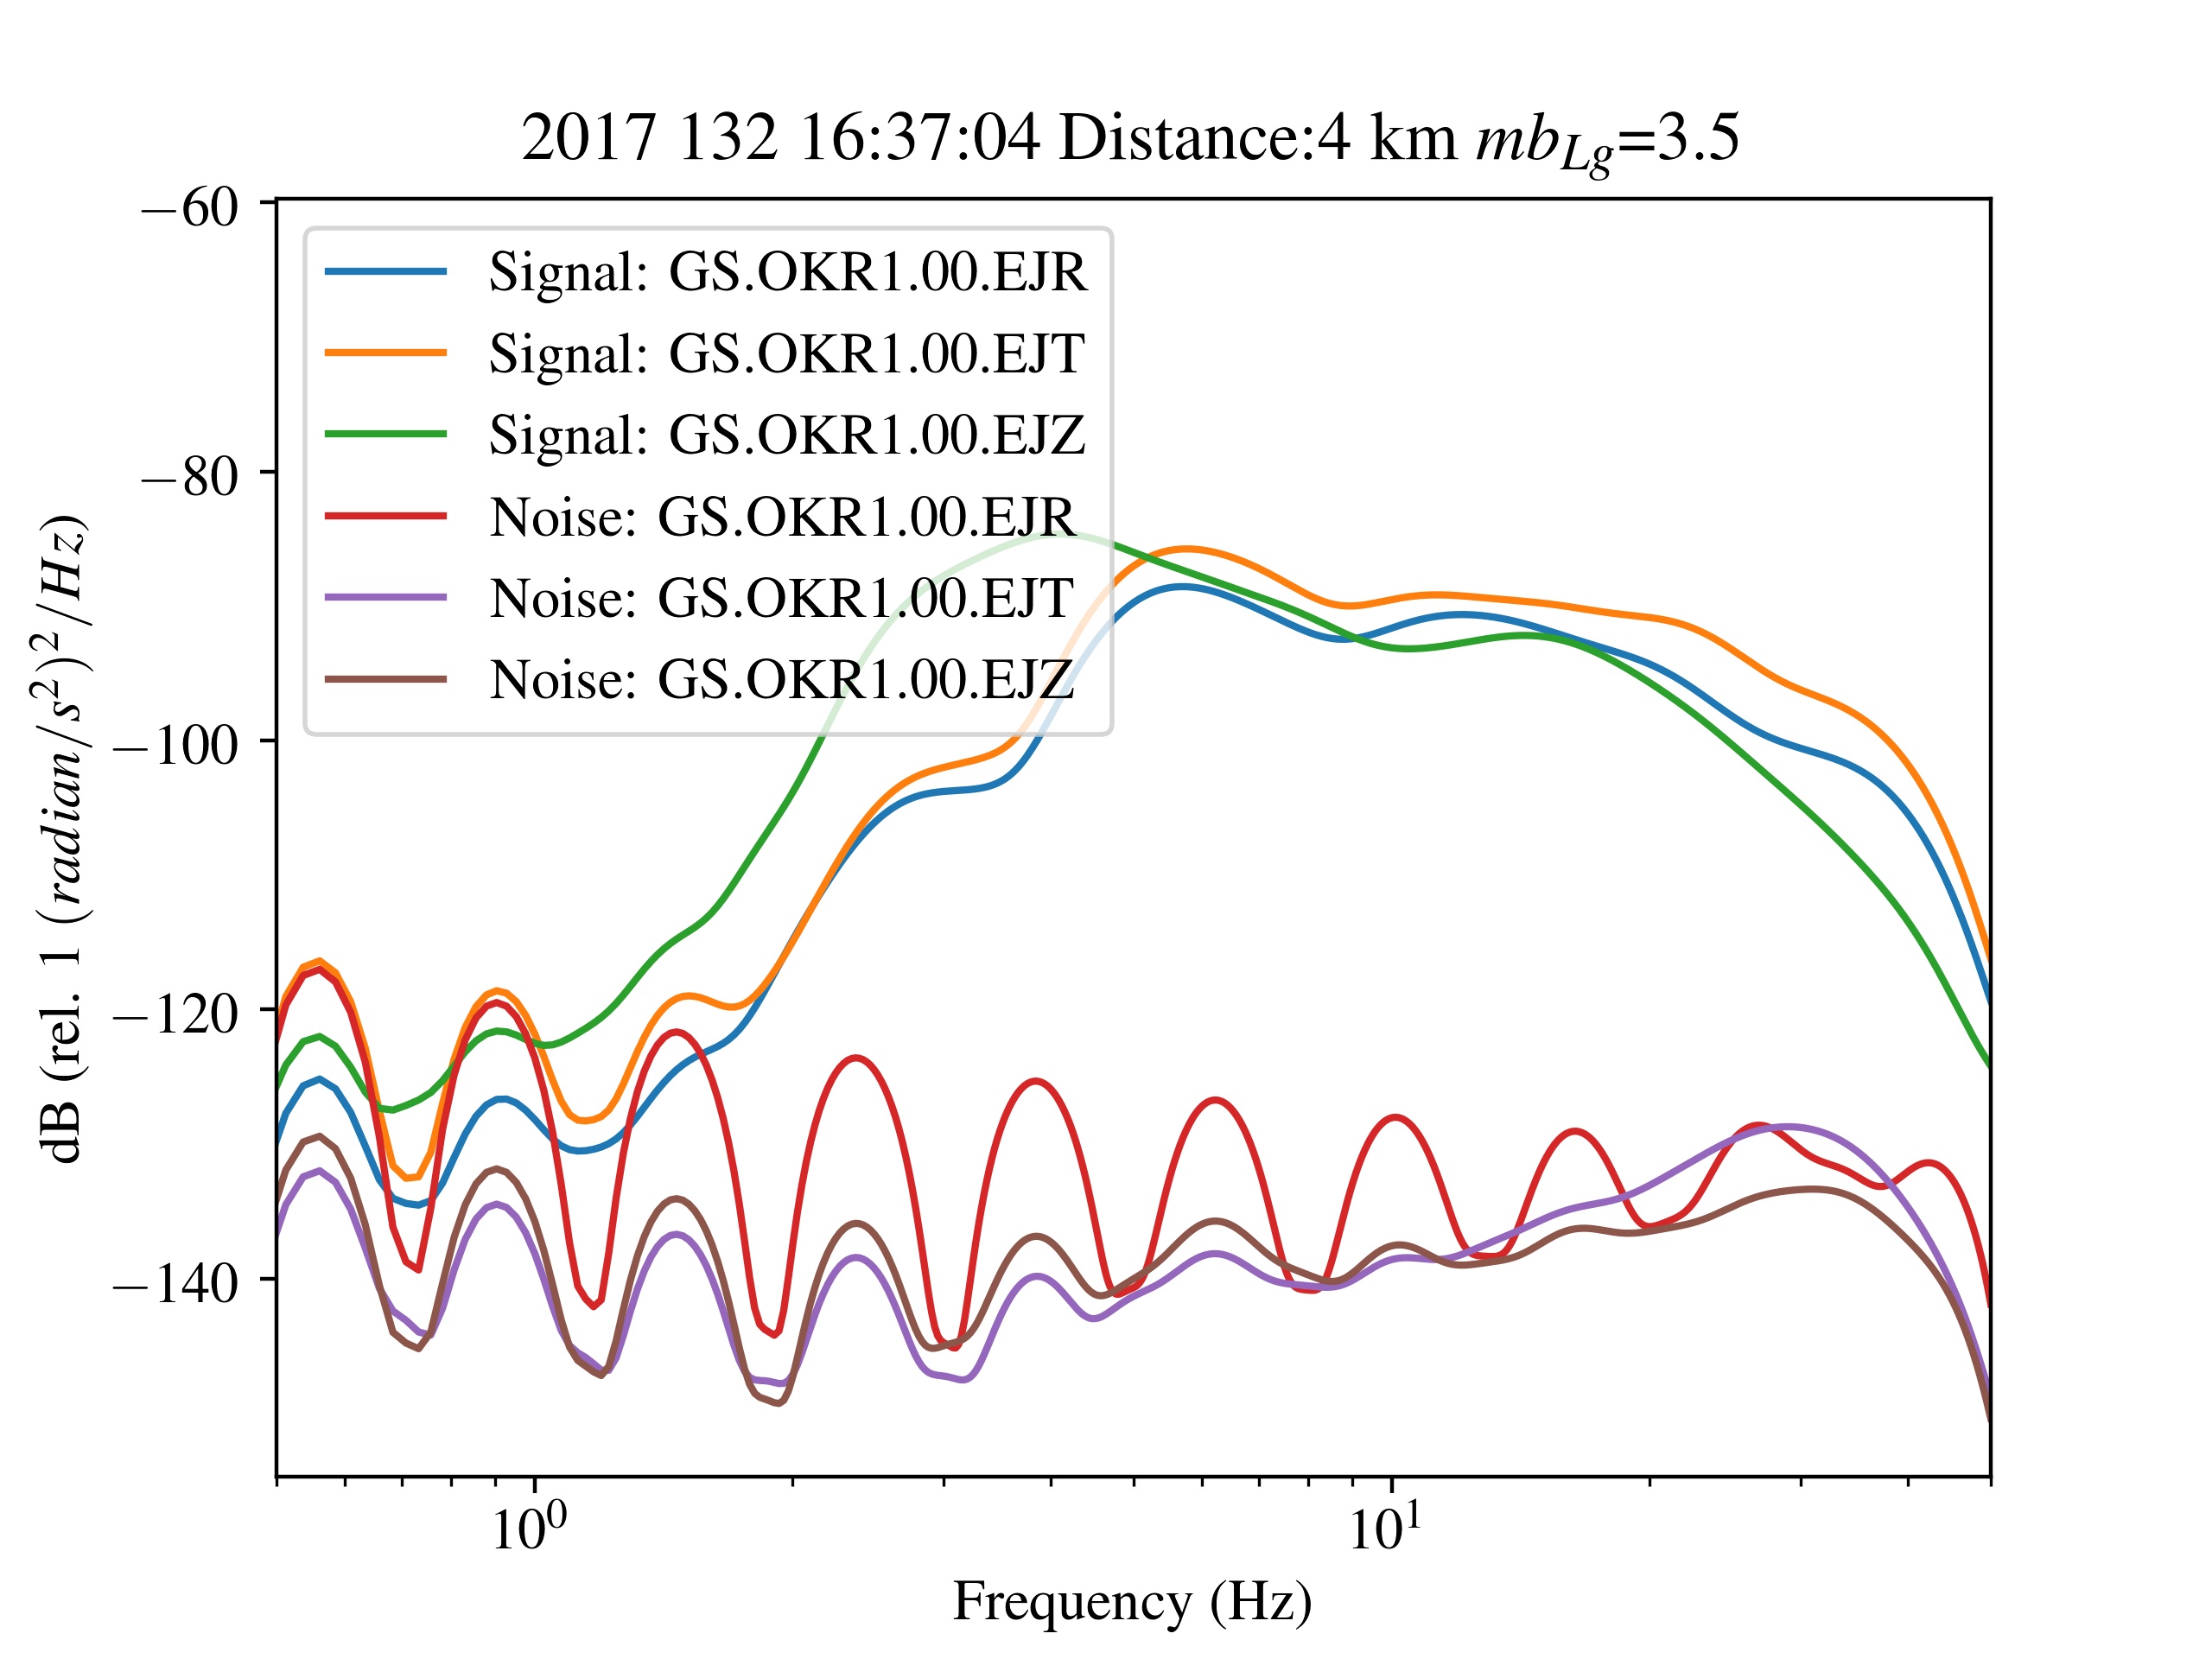 2017 132 16:37:04 Distance:4 km mb_{L_g}=3.5
−60
−80
−100
−120
−140
dB (rel. 1 (radian/s²))²/Hz)
Signal: GS.OKR1.00.EJR
Signal: GS.OKR1.00.EJT
Signal: GS.OKR1.00.EJZ
Noise: GS.OKR1.00.EJR
Noise: GS.OKR1.00.EJT
Noise: GS.OKR1.00.EJZ
10⁰
10¹
Frequency (Hz)